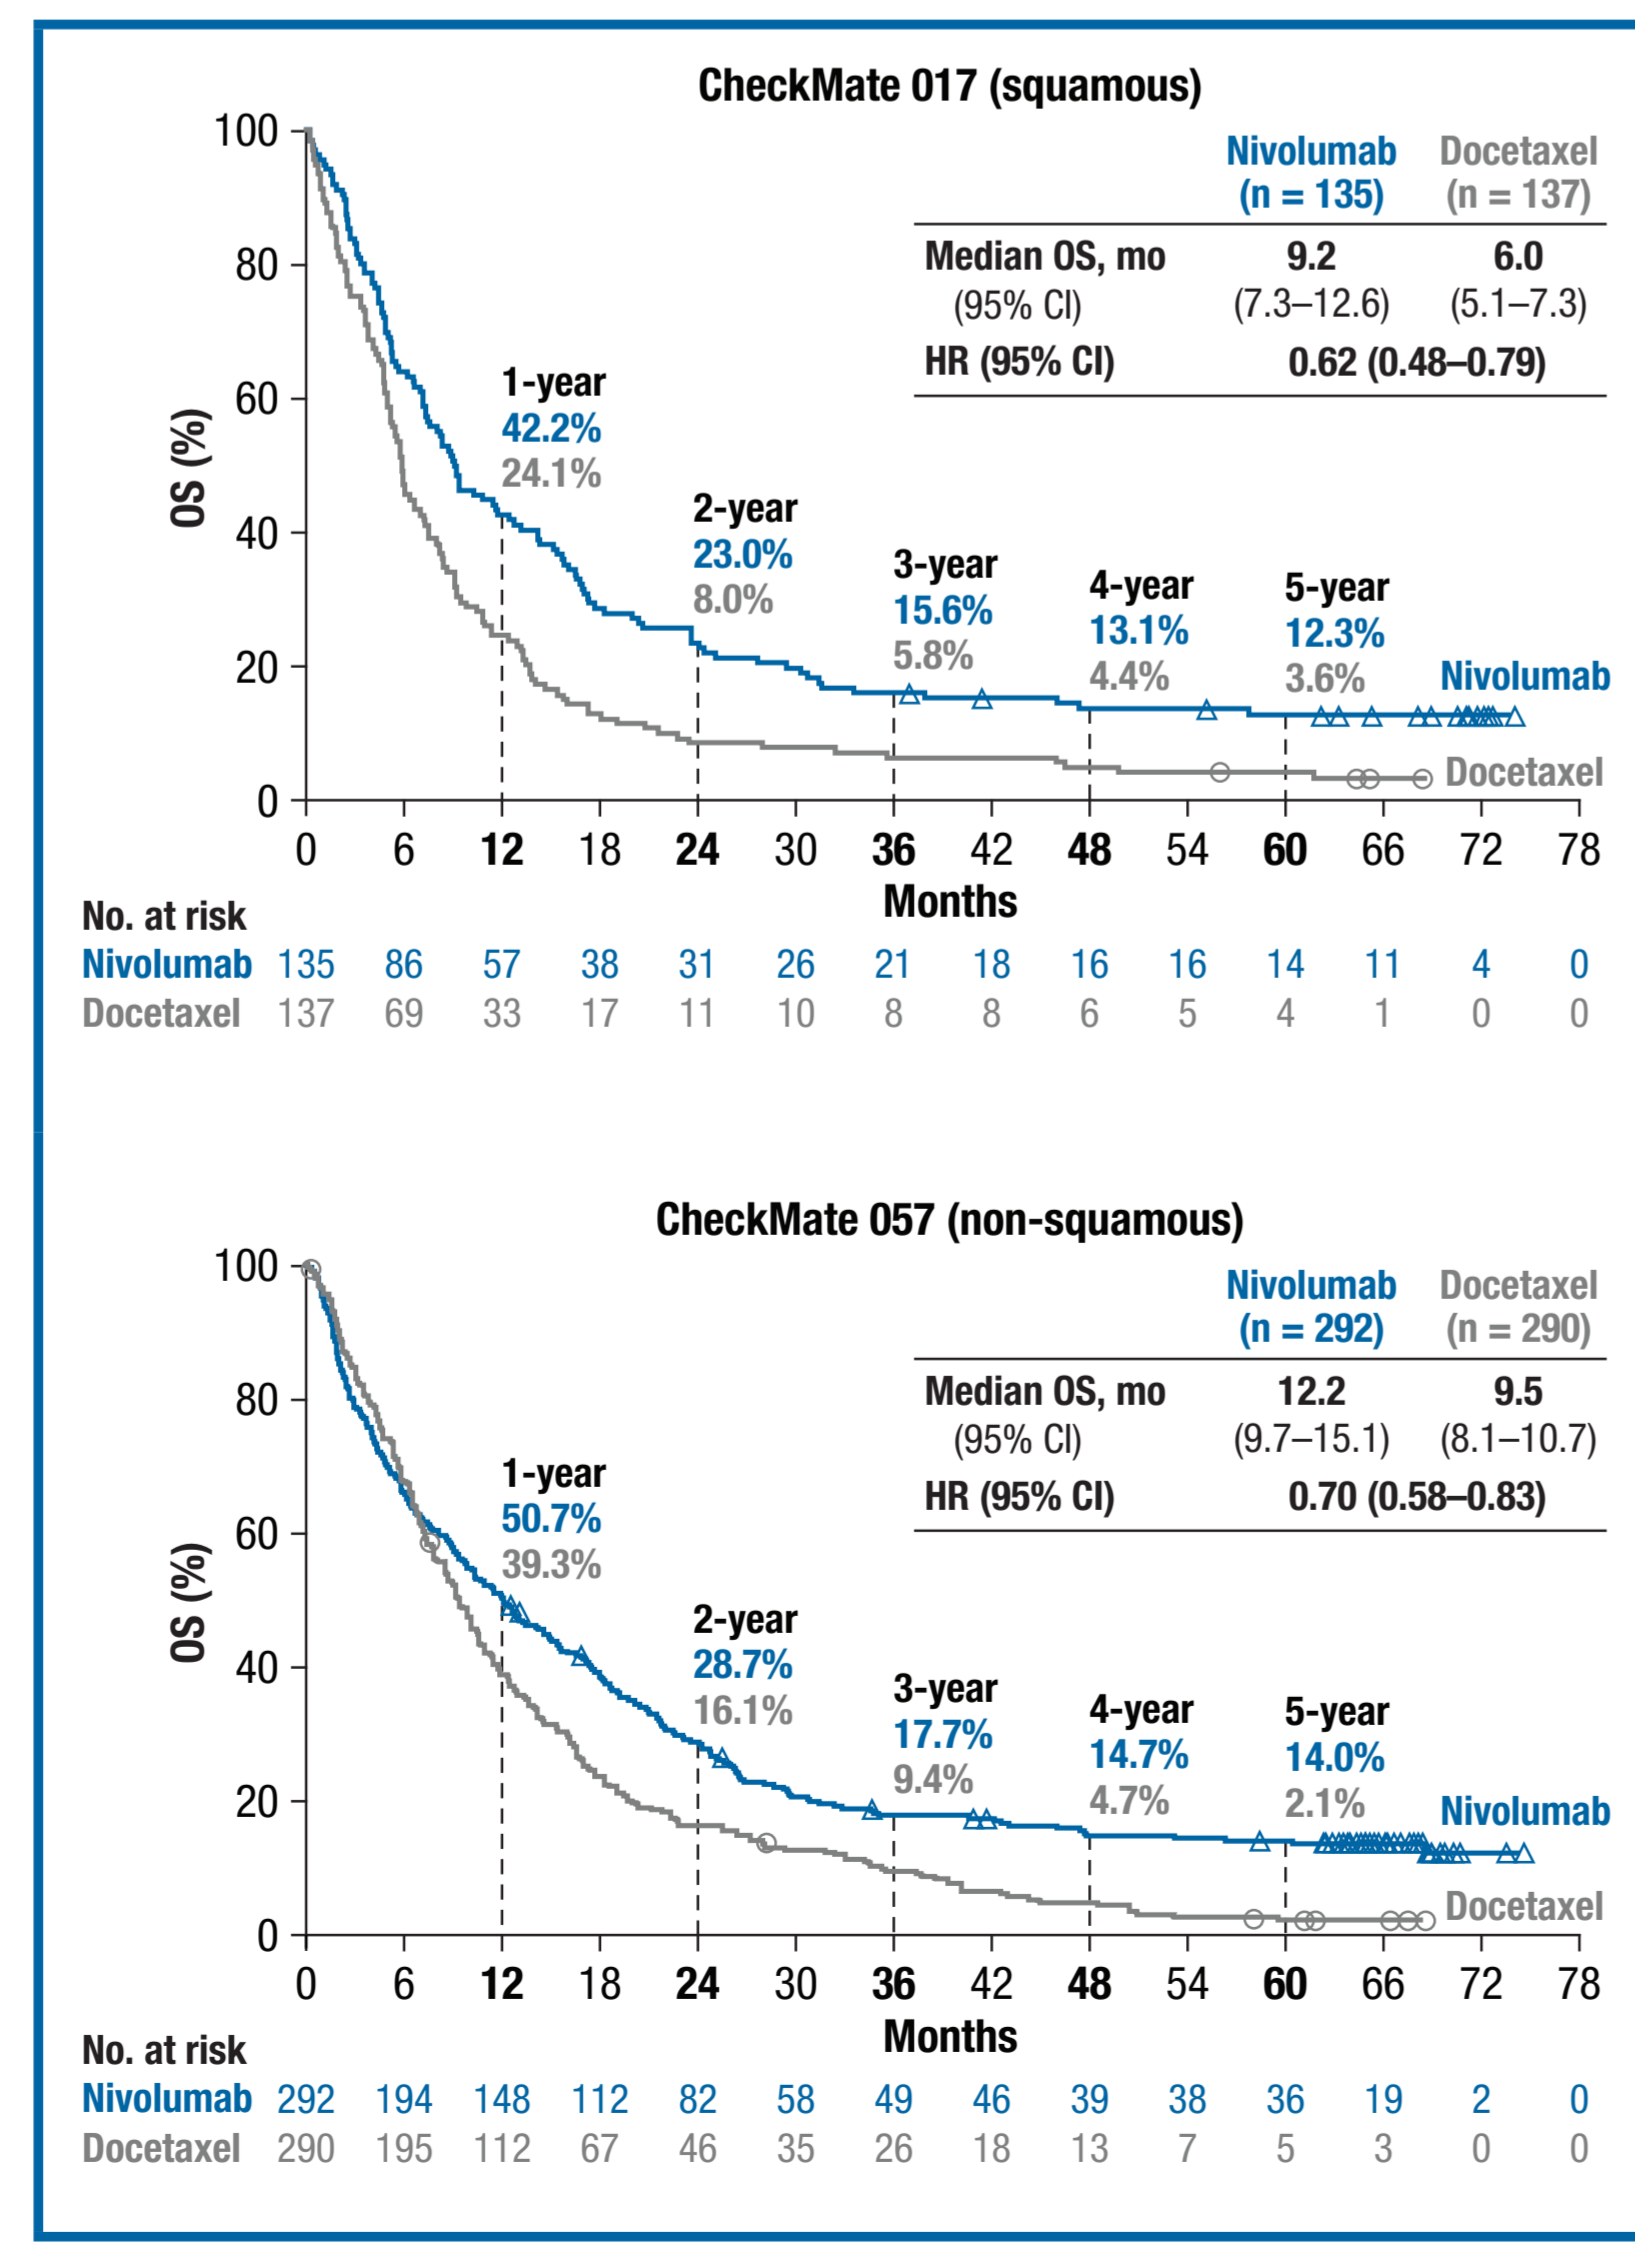 CheckMate 017 (squamous)
Nivolumab Docetaxel
(n = 135) (n = 137)
Median OS, mo 9.2 6.0
(95% CI) (7.3–12.6) (5.1–7.3)
HR (95% CI) 0.62 (0.48–0.79)
OS (%)
100
80
60
40
20
0
1-year
42.2%
24.1%
2-year
23.0%
8.0%
3-year
15.6%
5.8%
4-year
13.1%
4.4%
5-year
12.3%
3.6%
Nivolumab
Docetaxel
0 6 12 18 24 30 36 42 48 54 60 66 72 78
Months
No. at risk
Nivolumab 135 86 57 38 31 26 21 18 16 16 14 11 4 0
Docetaxel 137 69 33 17 11 10 8 8 6 5 4 1 0 0
CheckMate 057 (non-squamous)
Nivolumab Docetaxel
(n = 292) (n = 290)
Median OS, mo 12.2 9.5
(95% CI) (9.7–15.1) (8.1–10.7)
HR (95% CI) 0.70 (0.58–0.83)
OS (%)
100
80
60
40
20
0
1-year
50.7%
39.3%
2-year
28.7%
16.1%
3-year
17.7%
9.4%
4-year
14.7%
4.7%
5-year
14.0%
2.1%
Nivolumab
Docetaxel
0 6 12 18 24 30 36 42 48 54 60 66 72 78
Months
No. at risk
Nivolumab 292 194 148 112 82 58 49 46 39 38 36 19 2 0
Docetaxel 290 195 112 67 46 35 26 18 13 7 5 3 0 0